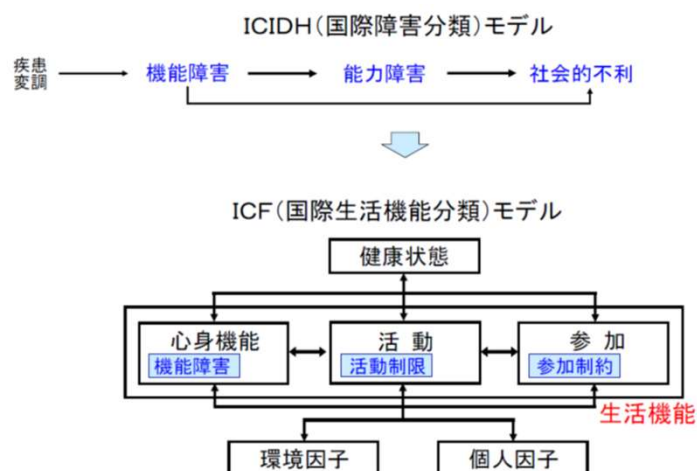 ICIDH(国際障害分類)モデル
疾患
変調
機能障害
能力障害
社会的不利
ICF(国際生活機能分類)モデル
健康状態
心身機能
機能障害
活 動
活動制限
参 加
参加制約
生活機能
環境因子
個人因子